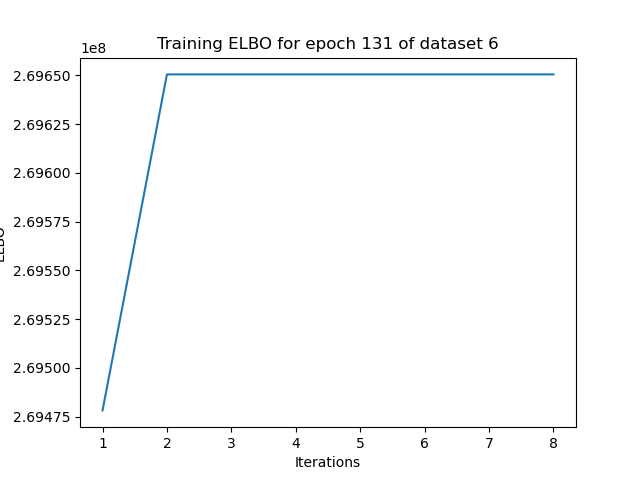 Training ELBO for epoch 131 of dataset 6
1e8
2.69650
2.69625
2.69600
2.69575
2.69550
2.69525
2.69500
2.69475
ELBO
1 2 3 4 5 6 7 8
Iterations